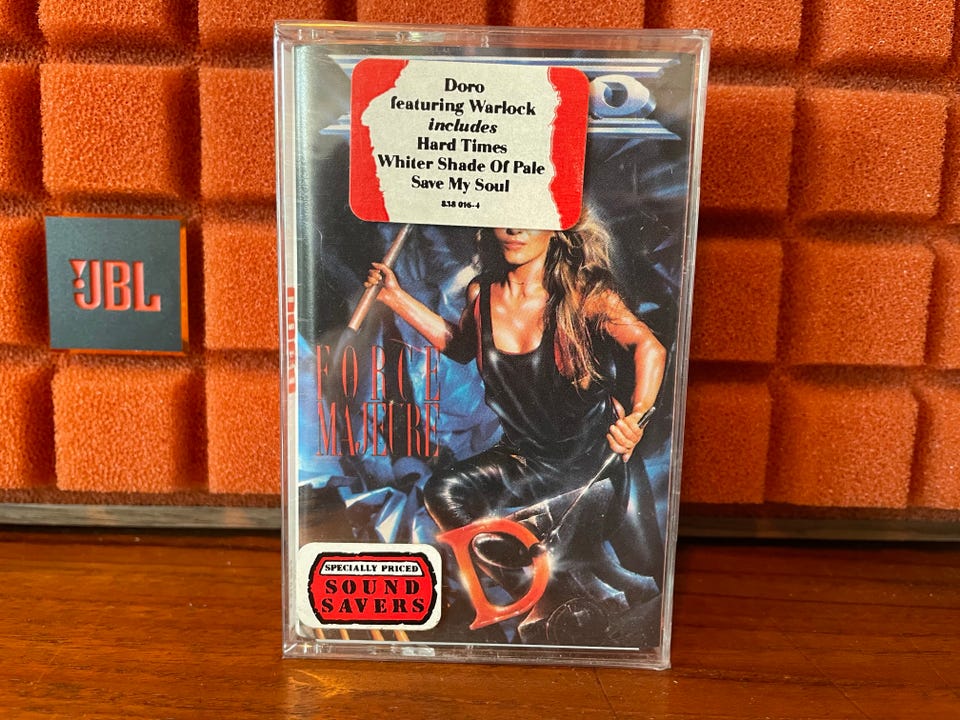 Doro
featuring Warlock
includes
Hard Times
Whiter Shade Of Pale
Save My Soul
838 016-4
O
JBL
FORCE
MAJEURE
D
SPECIALLY PRICED
SOUND
SAVERS